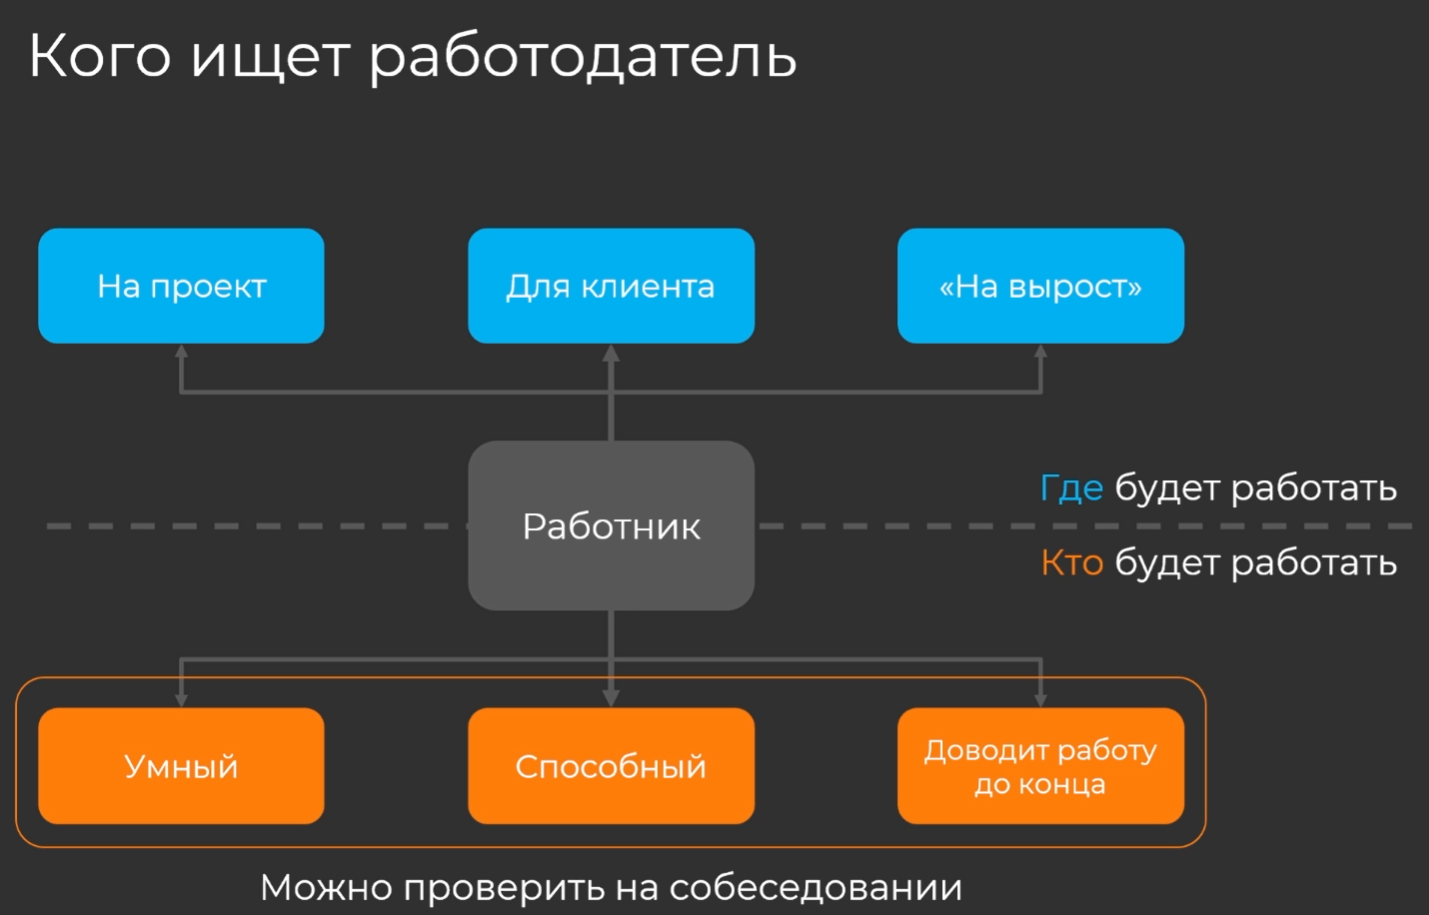 Кого ищет работодатель
На проект
Для клиента
«На вырост»
Работник
Где будет работать
Кто будет работать
Умный
Способный
Доводит работу
до конца
Можно проверить на собеседовании